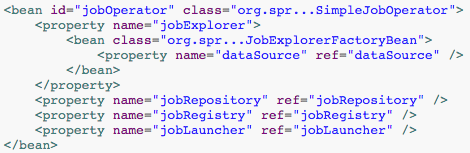 <bean id="jobOperator" class="org.spr...SimpleJobOperator">
    <property name="jobExplorer">
        <bean class="org.spr...JobExplorerFactoryBean">
            <property name="dataSource" ref="dataSource" />
        </bean>
    </property>
    <property name="jobRepository" ref="jobRepository" />
    <property name="jobRegistry" ref="jobRegistry" />
    <property name="jobLauncher" ref="jobLauncher" />
</bean>